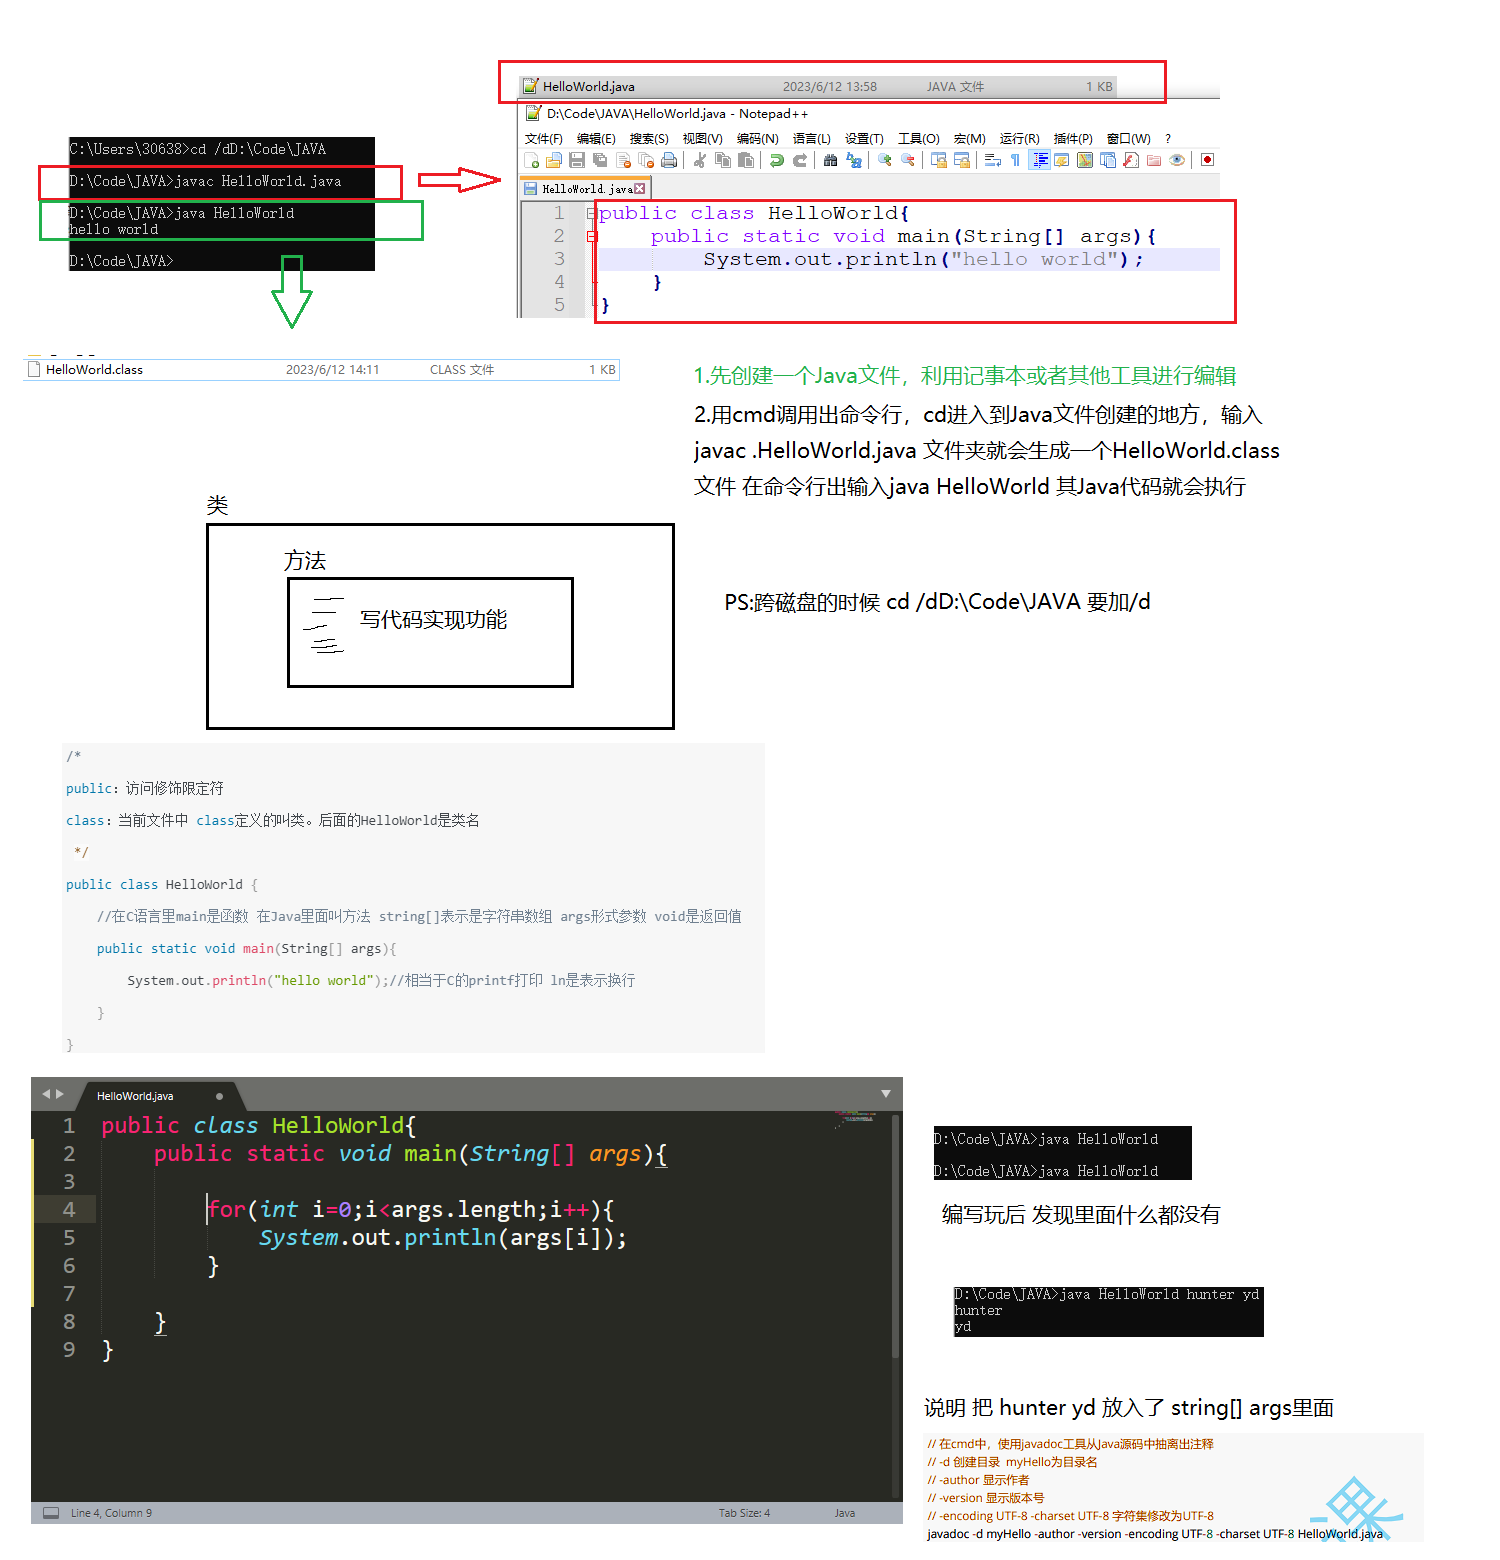 HelloWorld.java 2023/6/12 13:58 JAVA 文件 1 KB
D:\Code\JAVA\HelloWorld.java - Notepad++
文件(F) 编辑(E) 搜索(S) 视图(V) 编码(N) 语言(L) 设置(T) 工具(O) 宏(M) 运行(R) 插件(P) 窗口(W) ?
HelloWorld.java
1 public class HelloWorld{
2 public static void main(String[] args){
3 System.out.println("hello world");
4 }
5 }
C:\Users\30638>cd /dD:\Code\JAVA
D:\Code\JAVA>javac HelloWorld.java
D:\Code\JAVA>java HelloWorld
hello world
D:\Code\JAVA>
HelloWorld.class 2023/6/12 14:11 CLASS 文件 1 KB
1.先创建一个Java文件，利用记事本或者其他工具进行编辑
2.用cmd调用出命令行，cd进入到Java文件创建的地方，输入
javac .HelloWorld.java 文件夹就会生成一个HelloWorld.class
文件 在命令行出输入java HelloWorld 其Java代码就会执行
类
方法
写代码实现功能
PS:跨磁盘的时候 cd /dD:\Code\JAVA 要加/d
/*
public：访问修饰限定符
class：当前文件中 class定义的叫类。后面的HelloWorld是类名
*/
public class HelloWorld {
//在C语言里main是函数 在Java里面叫方法 string[]表示是字符串数组 args形式参数 void是返回值
public static void main(String[] args){
System.out.println("hello world");//相当于C的printf打印 ln是表示换行
}
}
HelloWorld.java
1 public class HelloWorld{
2 public static void main(String[] args){
3
4 for(int i=0;i<args.length;i++){
5 System.out.println(args[i]);
6 }
7
8 }
9 }
Line 4, Column 9 Tab Size: 4 Java
D:\Code\JAVA>java HelloWorld
D:\Code\JAVA>java HelloWorld
编写玩后 发现里面什么都没有
D:\Code\JAVA>java HelloWorld hunter yd
hunter
yd
说明 把 hunter yd 放入了 string[] args里面
// 在cmd中，使用javadoc工具从Java源码中抽离出注释
// -d 创建目录 myHello为目录名
// -author 显示作者
// -version 显示版本号
// -encoding UTF-8 -charset UTF-8 字符集修改为UTF-8
javadoc -d myHello -author -version -encoding UTF-8 -charset UTF-8 HelloWorld.java